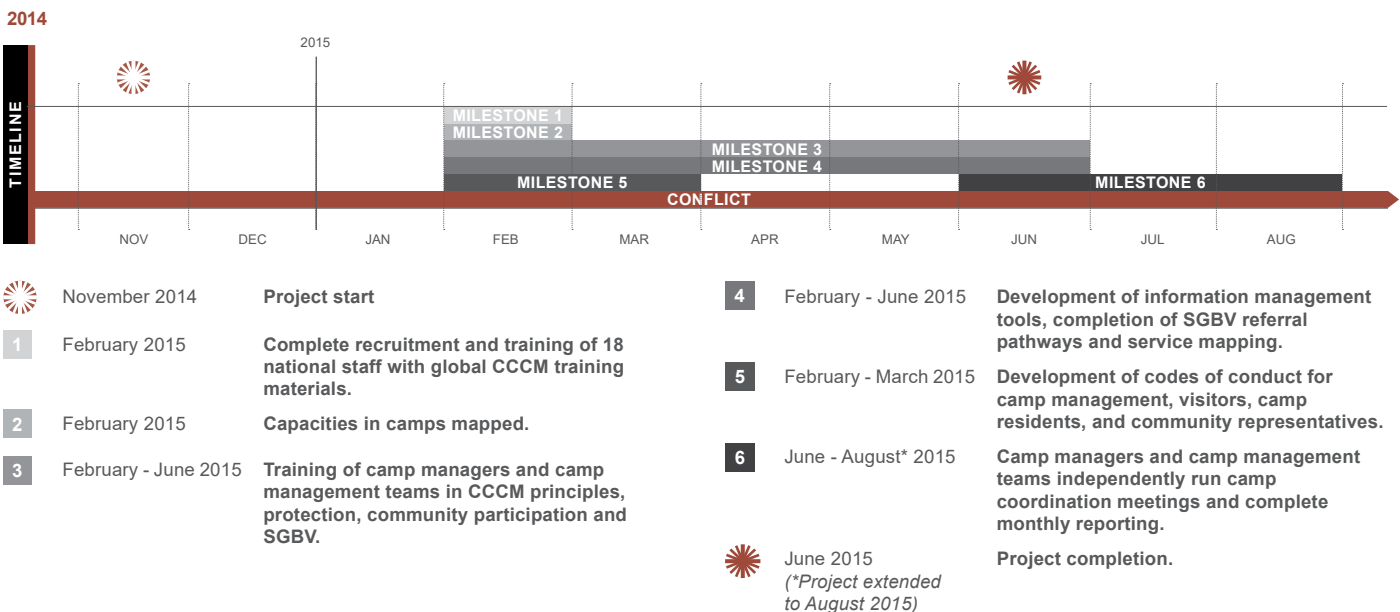 2014
2015
TIMELINE
MILESTONE 1
MILESTONE 2
MILESTONE 3
MILESTONE 4
MILESTONE 5
MILESTONE 6
CONFLICT
NOV
DEC
JAN
FEB
MAR
APR
MAY
JUN
JUL
AUG
November 2014
Project start
1
February 2015
Complete recruitment and training of 18
national staff with global CCCM training
materials.
2
February 2015
Capacities in camps mapped.
3
February - June 2015
Training of camp managers and camp
management teams in CCCM principles,
protection, community participation and
SGBV.
4
February - June 2015
Development of information management
tools, completion of SGBV referral
pathways and service mapping.
5
February - March 2015
Development of codes of conduct for
camp management, visitors, camp
residents, and community representatives.
6
June - August* 2015
Camp managers and camp management
teams independently run camp
coordination meetings and complete
monthly reporting.
June 2015
(*Project extended
to August 2015)
Project completion.